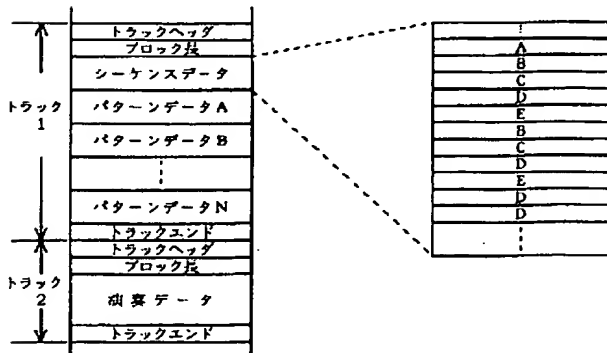 トラック
1
トラックヘッダ
ブロック長
シーケンスデータ
パターンデータA
パターンデータB
パターンデータN
トラックエンド
トラック
2
トラックヘッダ
ブロック長
演奏データ
トラックエンド
A
B
C
D
E
B
C
D
E
D
D